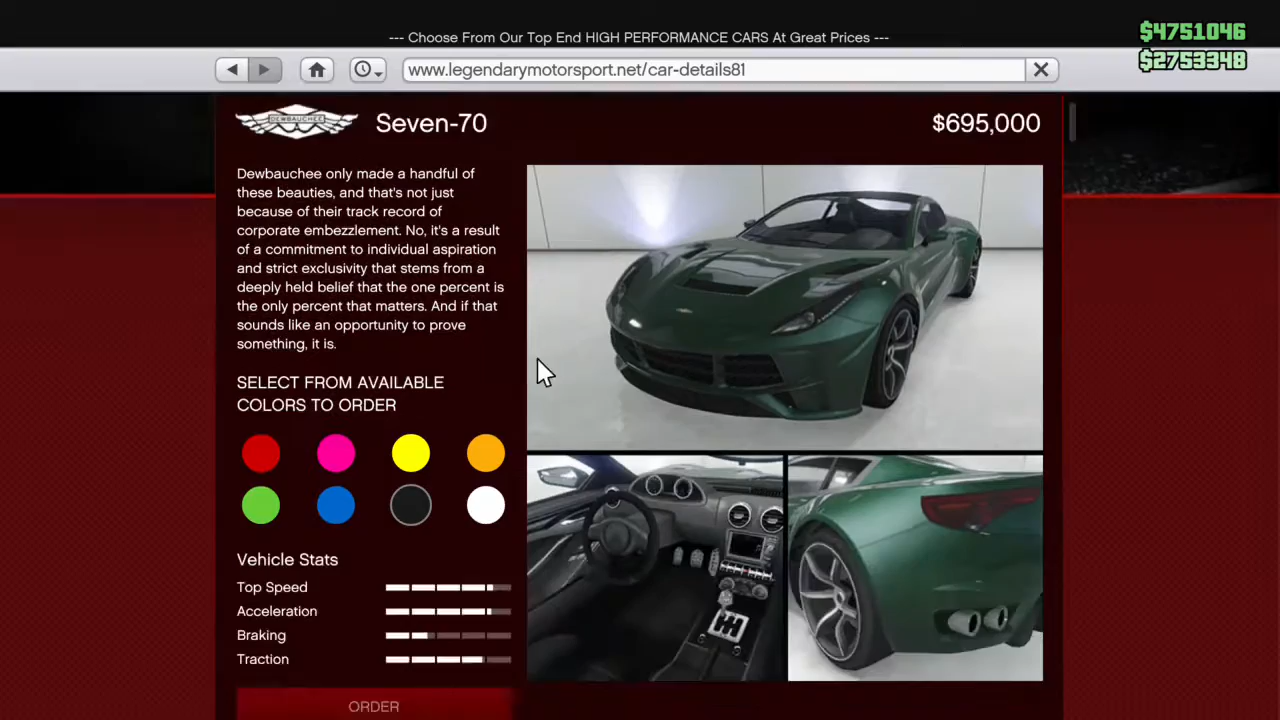 --- Choose From Our Top End HIGH PERFORMANCE CARS At Great Prices ---
$4751046
$2753348
www.legendarymotorsport.net/car-details81
DEWBAUCHEE
Seven-70
$695,000
Dewbauchee only made a handful of
these beauties, and that's not just
because of their track record of
corporate embezzlement. No, it's a result
of a commitment to individual aspiration
and strict exclusivity that stems from a
deeply held belief that the one percent is
the only percent that matters. And if that
sounds like an opportunity to prove
something, it is.
SELECT FROM AVAILABLE
COLORS TO ORDER
Vehicle Stats
Top Speed
Acceleration
Braking
Traction
ORDER